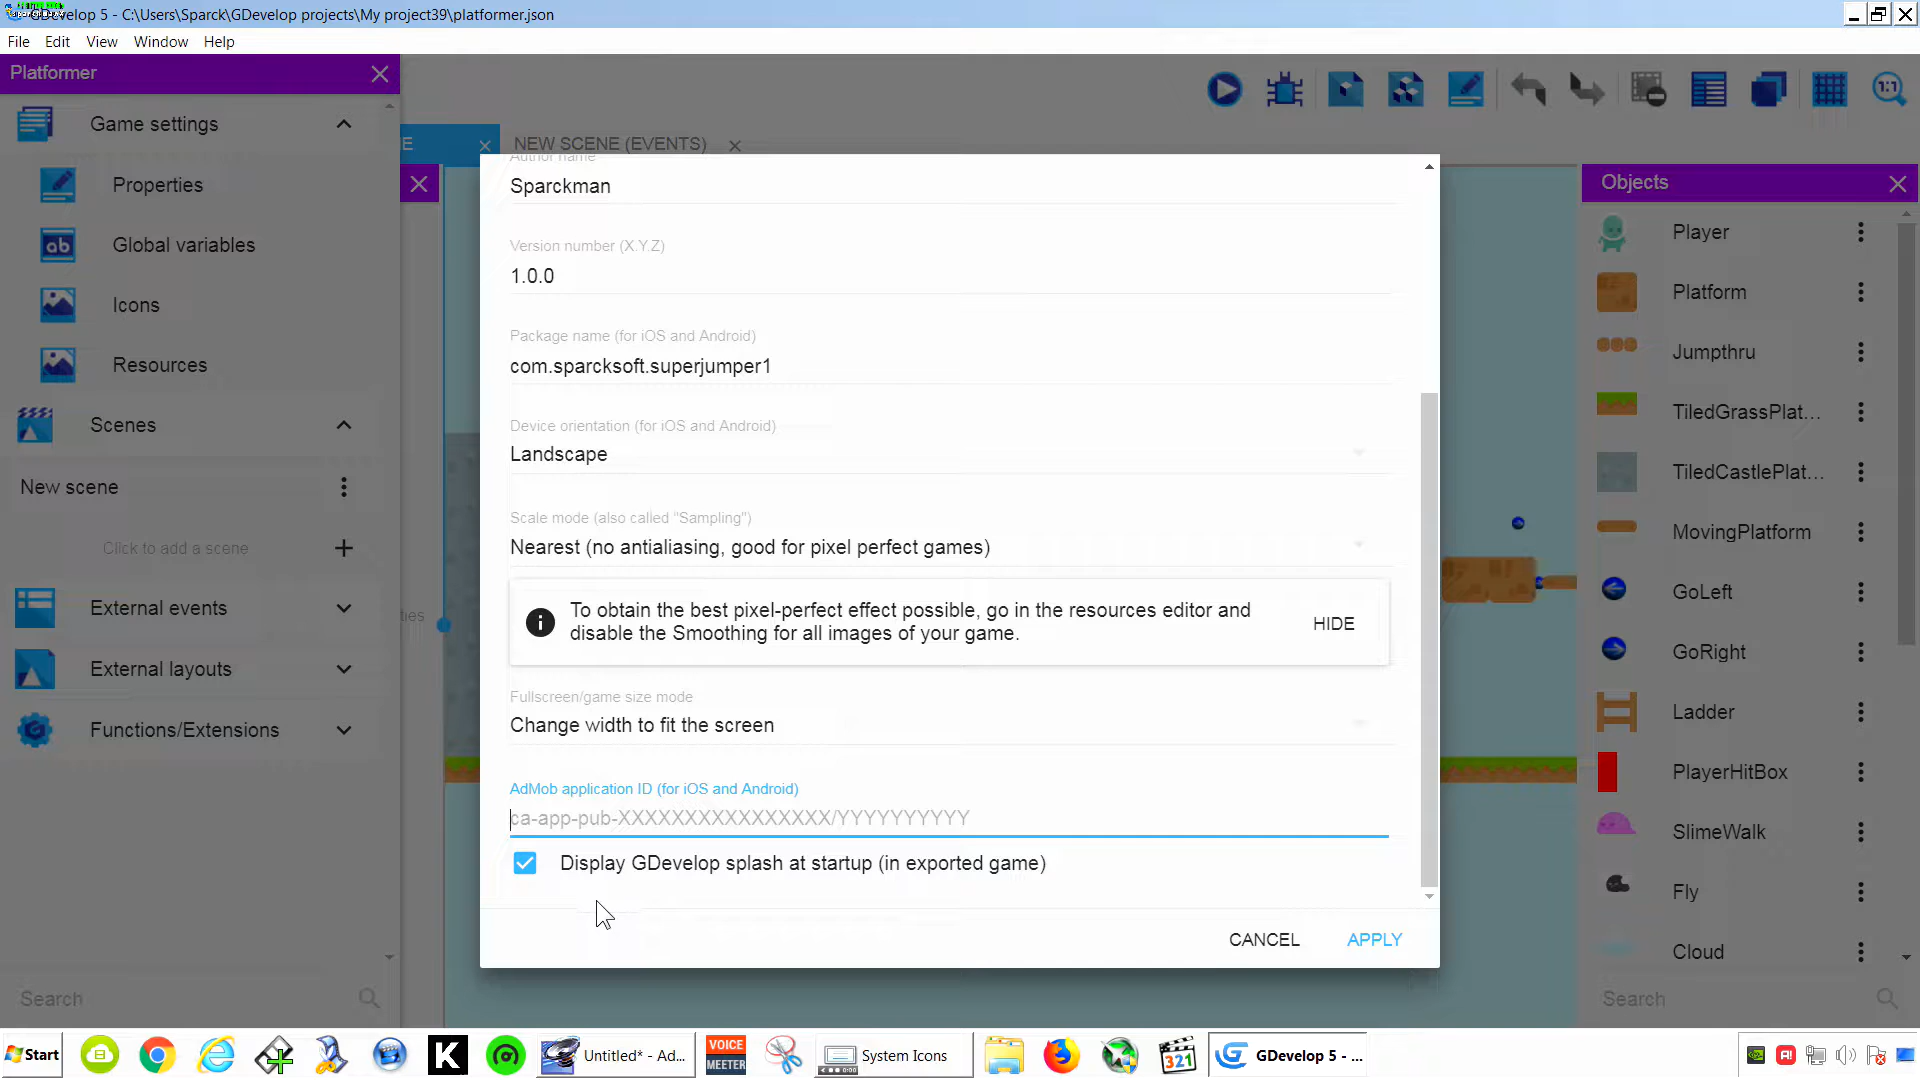 GDevelop 5 - C:\Users\Sparck\GDevelop projects\My project39\platformer.json
File Edit View Window Help
Platformer
Game settings
Properties
Global variables
Icons
Resources
Scenes
New scene
Click to add a scene
External events
External layouts
Functions/Extensions
Search
E
NEW SCENE (EVENTS)
1:1
ties
Author name
Sparckman
Version number (X.Y.Z)
1.0.0
Package name (for iOS and Android)
com.sparcksoft.superjumper1
Device orientation (for iOS and Android)
Landscape
Scale mode (also called "Sampling")
Nearest (no antialiasing, good for pixel perfect games)
To obtain the best pixel-perfect effect possible, go in the resources editor and
disable the Smoothing for all images of your game.
HIDE
Fullscreen/game size mode
Change width to fit the screen
AdMob application ID (for iOS and Android)
ca-app-pub-XXXXXXXXXXXXXXXX/YYYYYYYYYY
Display GDevelop splash at startup (in exported game)
CANCEL APPLY
Objects
Player
Platform
Jumpthru
TiledGrassPlat...
TiledCastlePlat...
MovingPlatform
GoLeft
GoRight
Ladder
PlayerHitBox
SlimeWalk
Fly
Cloud
Search
Start
K
Untitled* - Ad...
VOICE
MEETER
System Icons
321
GDevelop 5 - ...